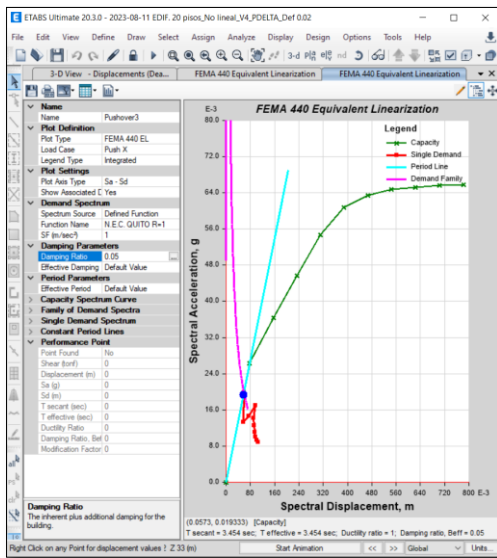 ETABS Ultimate 20.3.0 - 2023-08-11 EDIF. 20 pisos_No lineal_V4_PDELTA_Def 0.02
File Edit View Define Draw Select Assign Analyze Display Design Options Tools Help
3-d
nd
3-D View - Displacements (Dea...
FEMA 440 Equivalent Linearization
FEMA 440 Equivalent Linearization
Name
Name Pushover3
Plot Definition
Plot Type FEMA 440 EL
Load Case Push X
Legend Type Integrated
Plot Settings
Plot Axis Type Sa - Sd
Show Associated D Yes
Demand Spectrum
Spectrum Source Defined Function
Function Name N.E.C. QUITO R=1
SF (m/sec²) 1
Damping Parameters
Damping Ratio 0.05
Effective Damping Default Value
Period Parameters
Effective Period Default Value
Capacity Spectrum Curve
Family of Demand Spectra
Single Demand Spectrum
Constant Period Lines
Performance Point
Point Found No
Shear (tonf) 0
Displacement (m) 0
Sa (g) 0
Sd (m) 0
T secant (sec) 0
T effective (sec) 0
Ductility Ratio 0
Damping Ratio, Bef 0
Modification Factor 0
Damping Ratio
The inherent plus additional damping for the
building.
FEMA 440 Equivalent Linearization
E-3
80.0
72.0
64.0
56.0
48.0
40.0
32.0
24.0
16.0
8.0
0.0
Spectral Acceleration, g
Legend
Capacity
Single Demand
Period Line
Demand Family
0 80 160 240 320 400 480 560 640 720 800 E-3
Spectral Displacement, m
(0.0573, 0.019333) [Capacity]
T secant = 3.454 sec; T effective = 3.454 sec; Ductility ratio = 1; Damping ratio, Beff = 0.05
Right Click on any Point for displacement values
Z 33 (m)
Start Animation << >> Global Units...